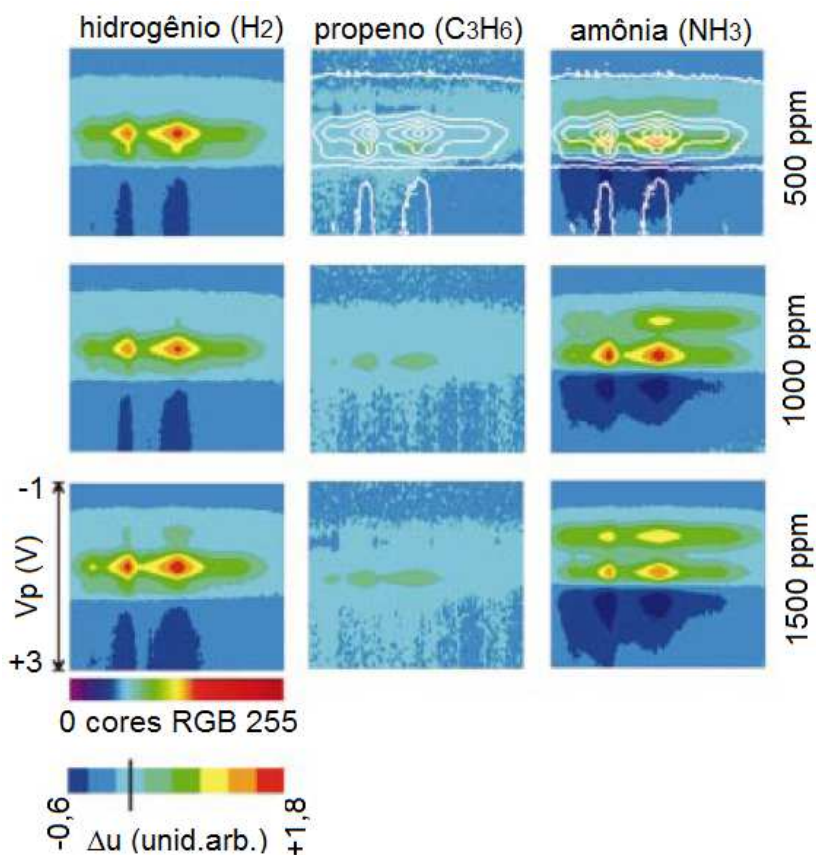 hidrogênio (H2) propeno (C3H6) amônia (NH3)
500 ppm
1000 ppm
1500 ppm
-1
Vp (V)
+3
0 cores RGB 255
-0,6
+1,8
Δu (unid.arb.)